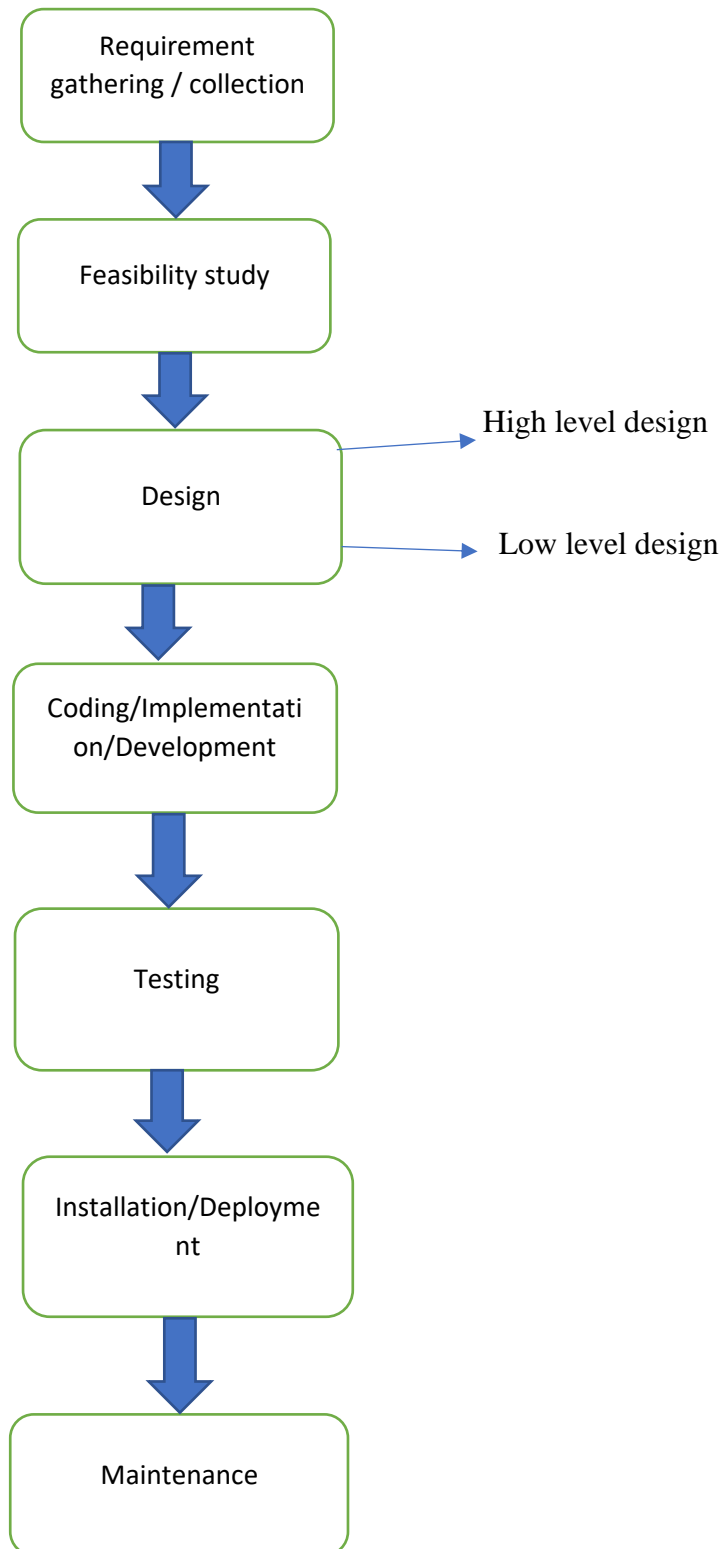 Requirement
gathering / collection
Feasibility study
High level design
Design
Low level design
Coding/Implementati
on/Development
Testing
Installation/Deployme
nt
Maintenance